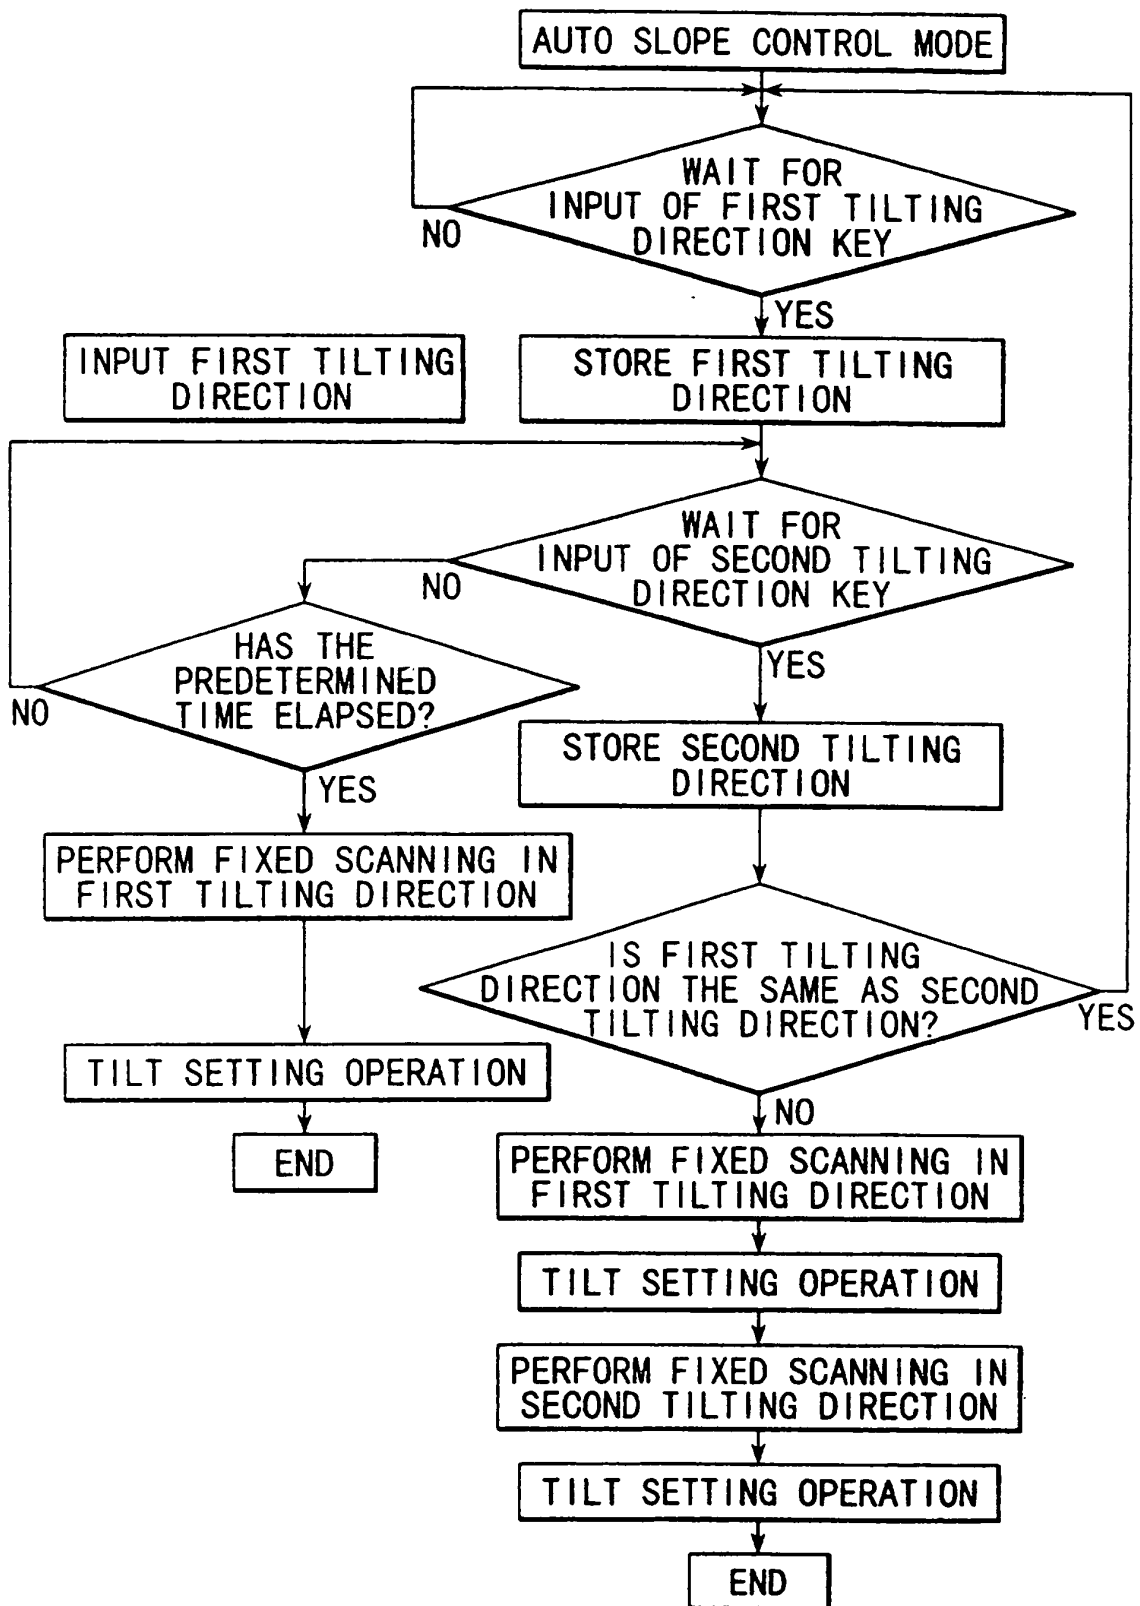 AUTO SLOPE CONTROL MODE
WAIT FOR
INPUT OF FIRST TILTING
DIRECTION KEY
NO
YES
INPUT FIRST TILTING
DIRECTION
STORE FIRST TILTING
DIRECTION
WAIT FOR
INPUT OF SECOND TILTING
DIRECTION KEY
NO
YES
HAS THE
PREDETERMINED
TIME ELAPSED?
NO
YES
STORE SECOND TILTING
DIRECTION
PERFORM FIXED SCANNING IN
FIRST TILTING DIRECTION
IS FIRST TILTING
DIRECTION THE SAME AS SECOND
TILTING DIRECTION?
YES
NO
TILT SETTING OPERATION
END
PERFORM FIXED SCANNING IN
FIRST TILTING DIRECTION
TILT SETTING OPERATION
PERFORM FIXED SCANNING IN
SECOND TILTING DIRECTION
TILT SETTING OPERATION
END